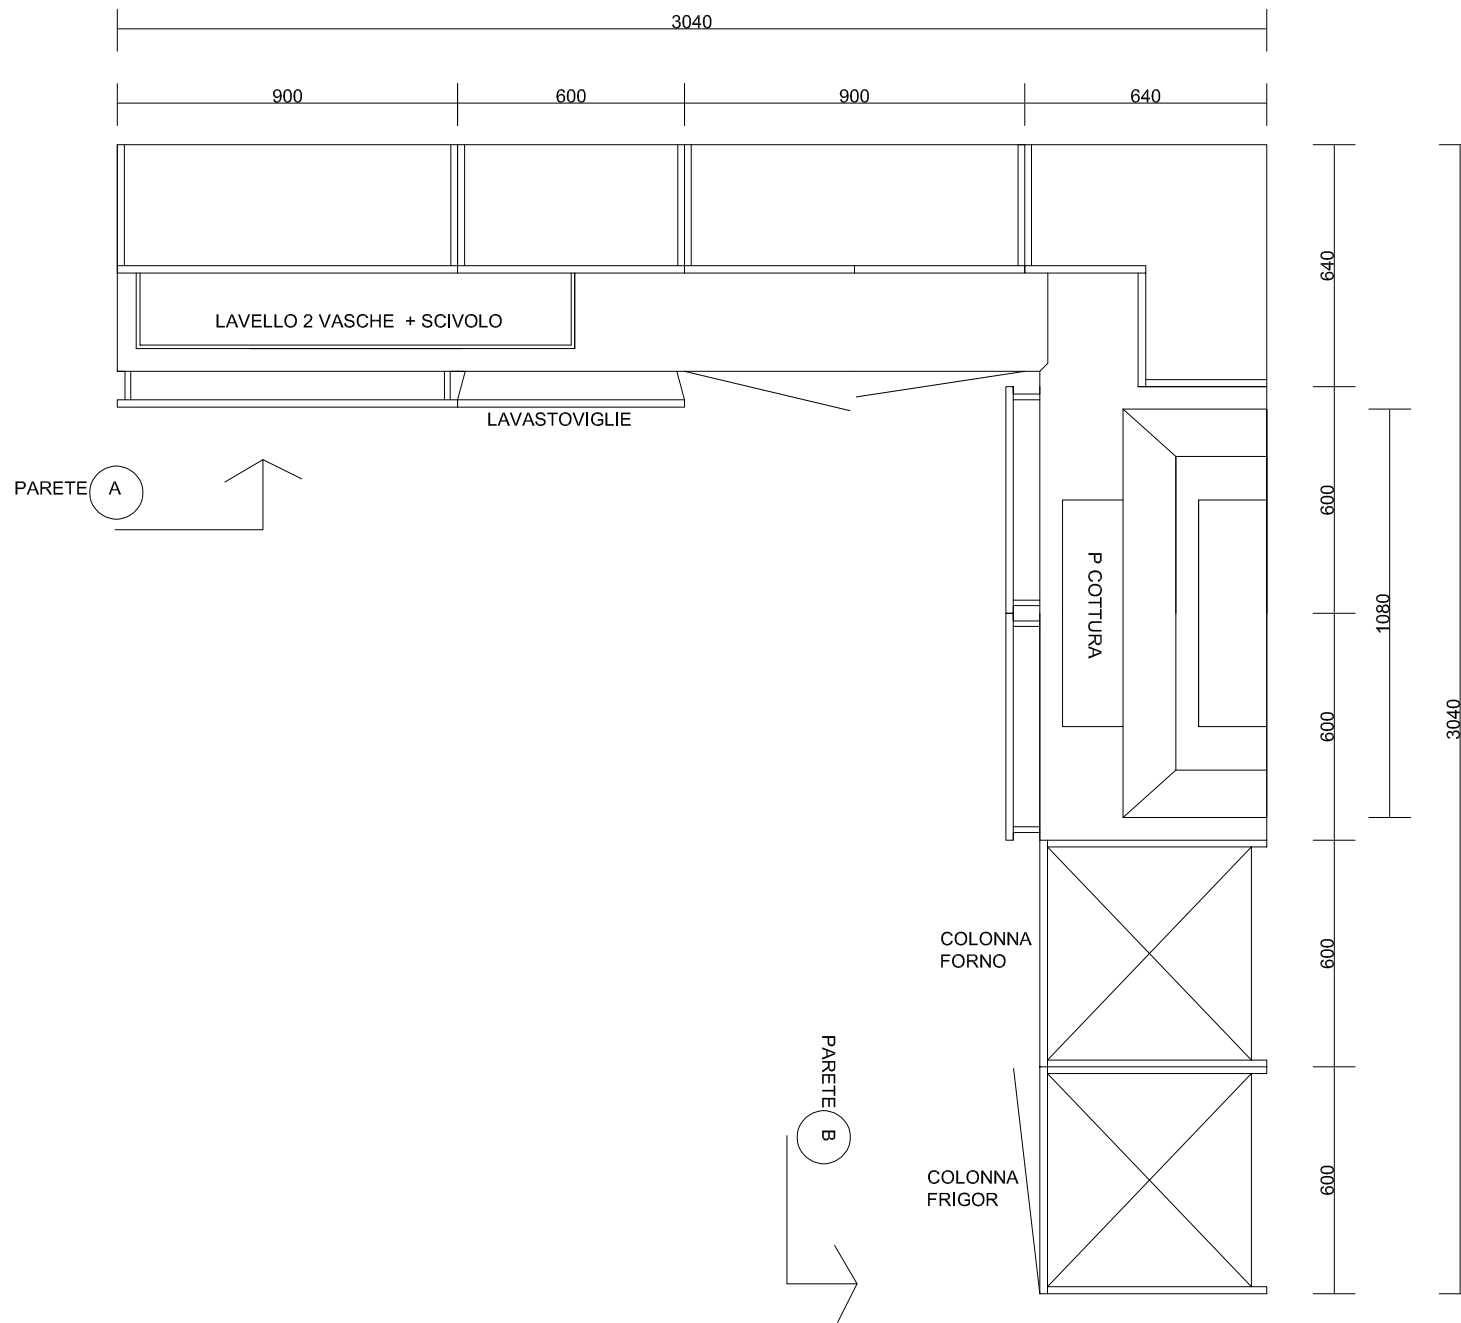 3040
900
600
900
640
640
LAVELLO 2 VASCHE + SCIVOLO
LAVASTOVIGLIE
PARETE A
600
P COTTURA
1080
3040
600
COLONNA
FORNO
600
PARETE B
COLONNA
FRIGOR
600